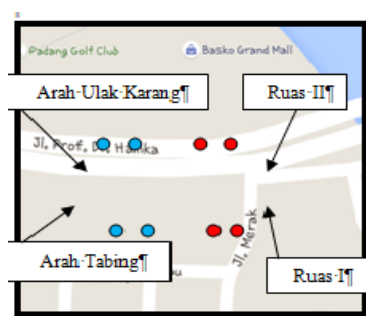 Padang Golf Club
Basko Grand Mall
Arah Ulak Karang¶
Ruas II¶
Jl. Prof. D Hamka
Arah Tabing¶
Jl. Merak
Ruas I¶